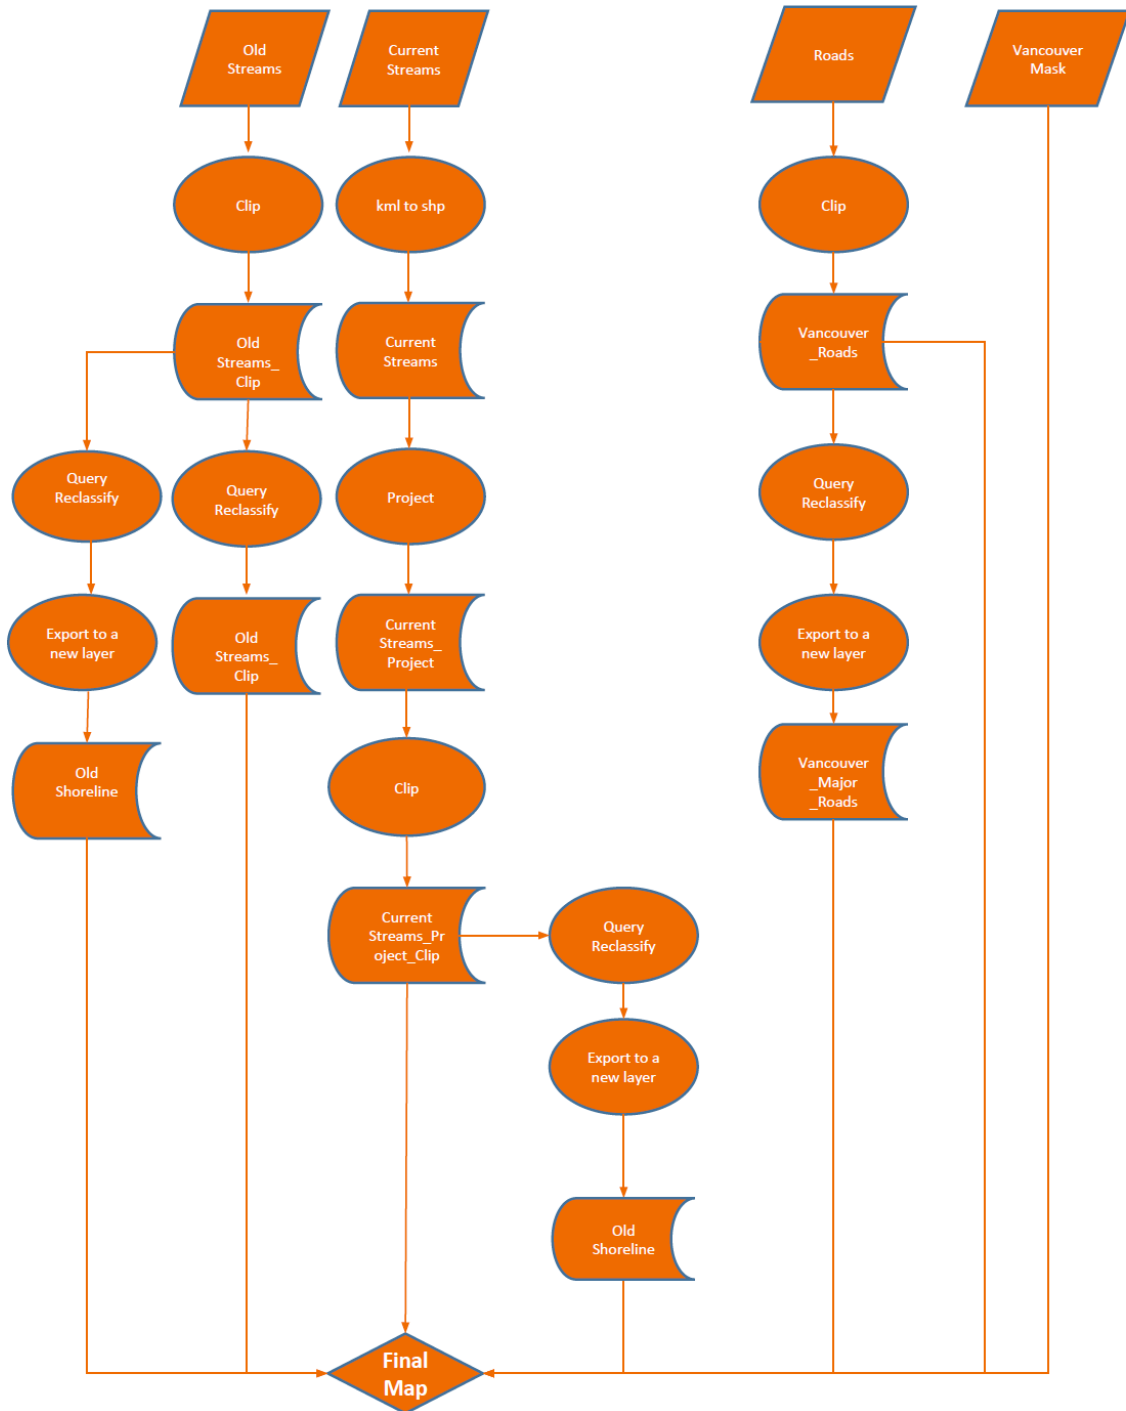 Old
Streams
Current
Streams
Roads
Vancouver
Mask
Clip
kml to shp
Clip
Old
Streams_
Clip
Current
Streams
Vancouver
_Roads
Query
Reclassify
Query
Reclassify
Project
Query
Reclassify
Export to a
new layer
Old
Streams_
Clip
Current
Streams_
Project
Export to a
new layer
Old
Shoreline
Clip
Vancouver
_Major
_Roads
Current
Streams_Pr
oject_Clip
Query
Reclassify
Export to a
new layer
Old
Shoreline
Final
Map